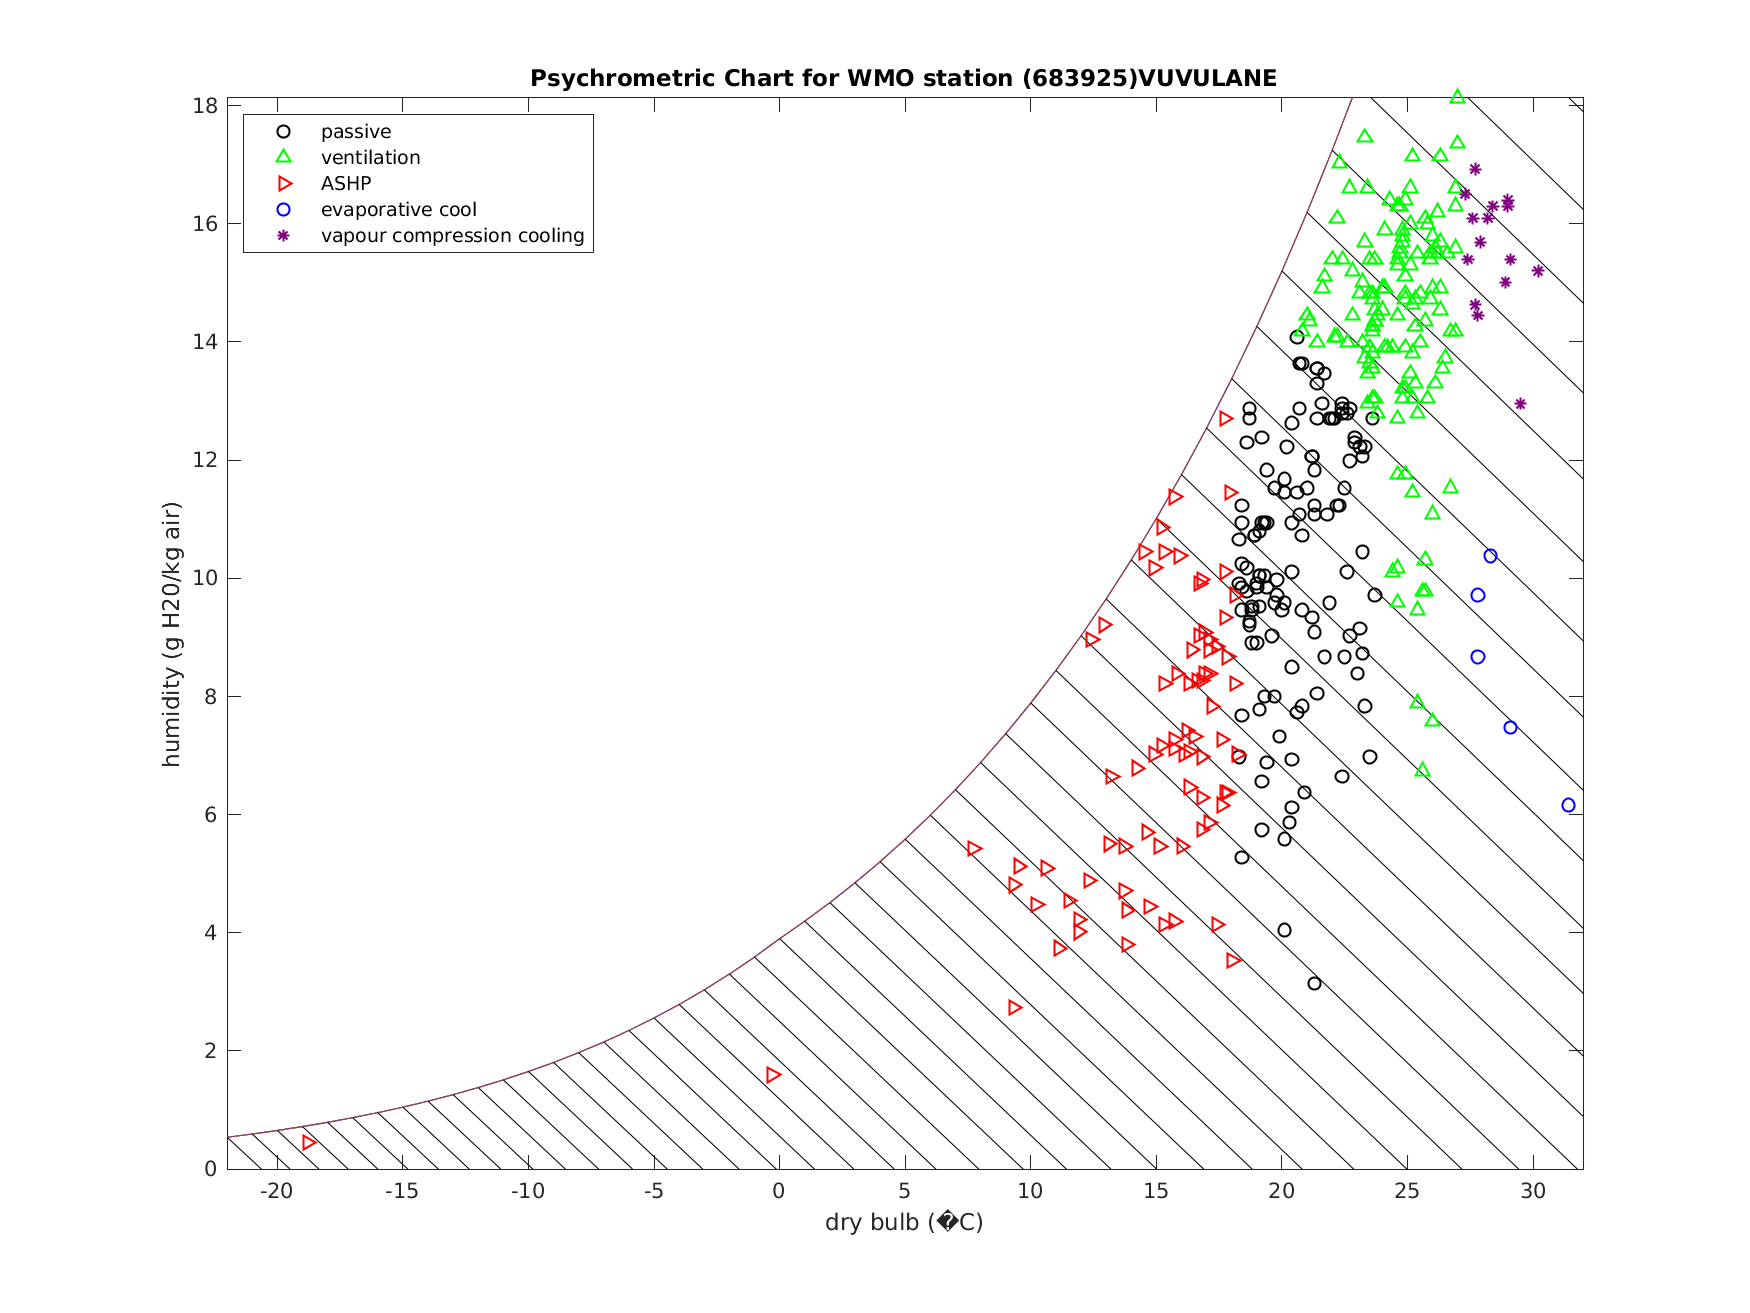 Psychrometric Chart for WMO station (683925)VUVULANE
passive
ventilation
ASHP
evaporative cool
vapour compression cooling
humidity (g H20/kg air)
18
16
14
12
10
8
6
4
2
0
-20 -15 -10 -5 0 5 10 15 20 25 30
dry bulb (�C)